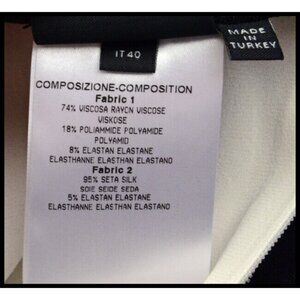 IT 40
MADE IN
TURKEY
COMPOSIZIONE-COMPOSITION
Fabric 1
74% VISCOSA RAYON VISCOSE
VISKOSE
18% POLIAMMIDE POLYAMIDE
POLYAMID
8% ELASTAN ELASTANE
ELASTHANNE ELASTHAN ELASTANO
Fabric 2
95% SETA SILK
SOIE SEIDE SEDA
5% ELASTAN ELASTANE
ELASTHANNE ELASTHAN ELASTANO